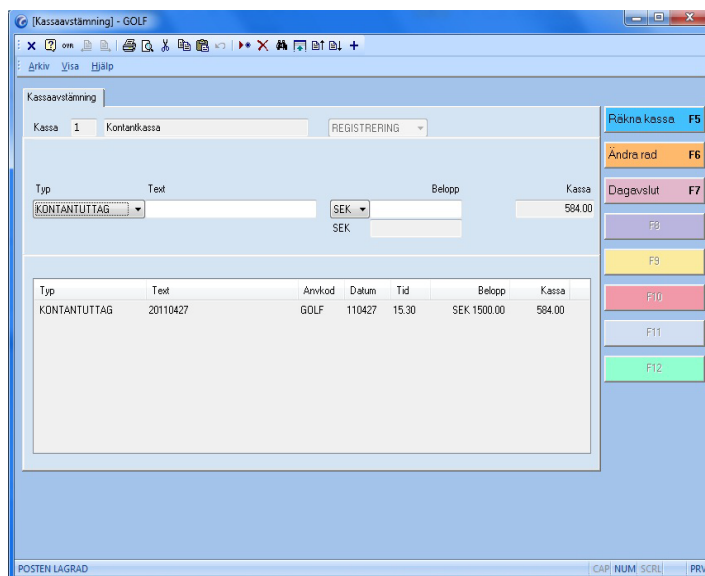 [Kassaavstämning] - GOLF
OVR
Arkiv Visa Hjälp
Kassaavstämning
Kassa 1 Kontantkassa REGISTRERING
Räkna kassa F5
Ändra rad F6
Dagavslut F7
F8
F9
F10
F11
F12
Typ Text Belopp Kassa
KONTANTUTTAG SEK 584.00
SEK
Typ Text Anvkod Datum Tid Belopp Kassa
KONTANTUTTAG 20110427 GOLF 110427 15.30 SEK 1500.00 584.00
POSTEN LAGRAD CAP NUM SCRL PRV